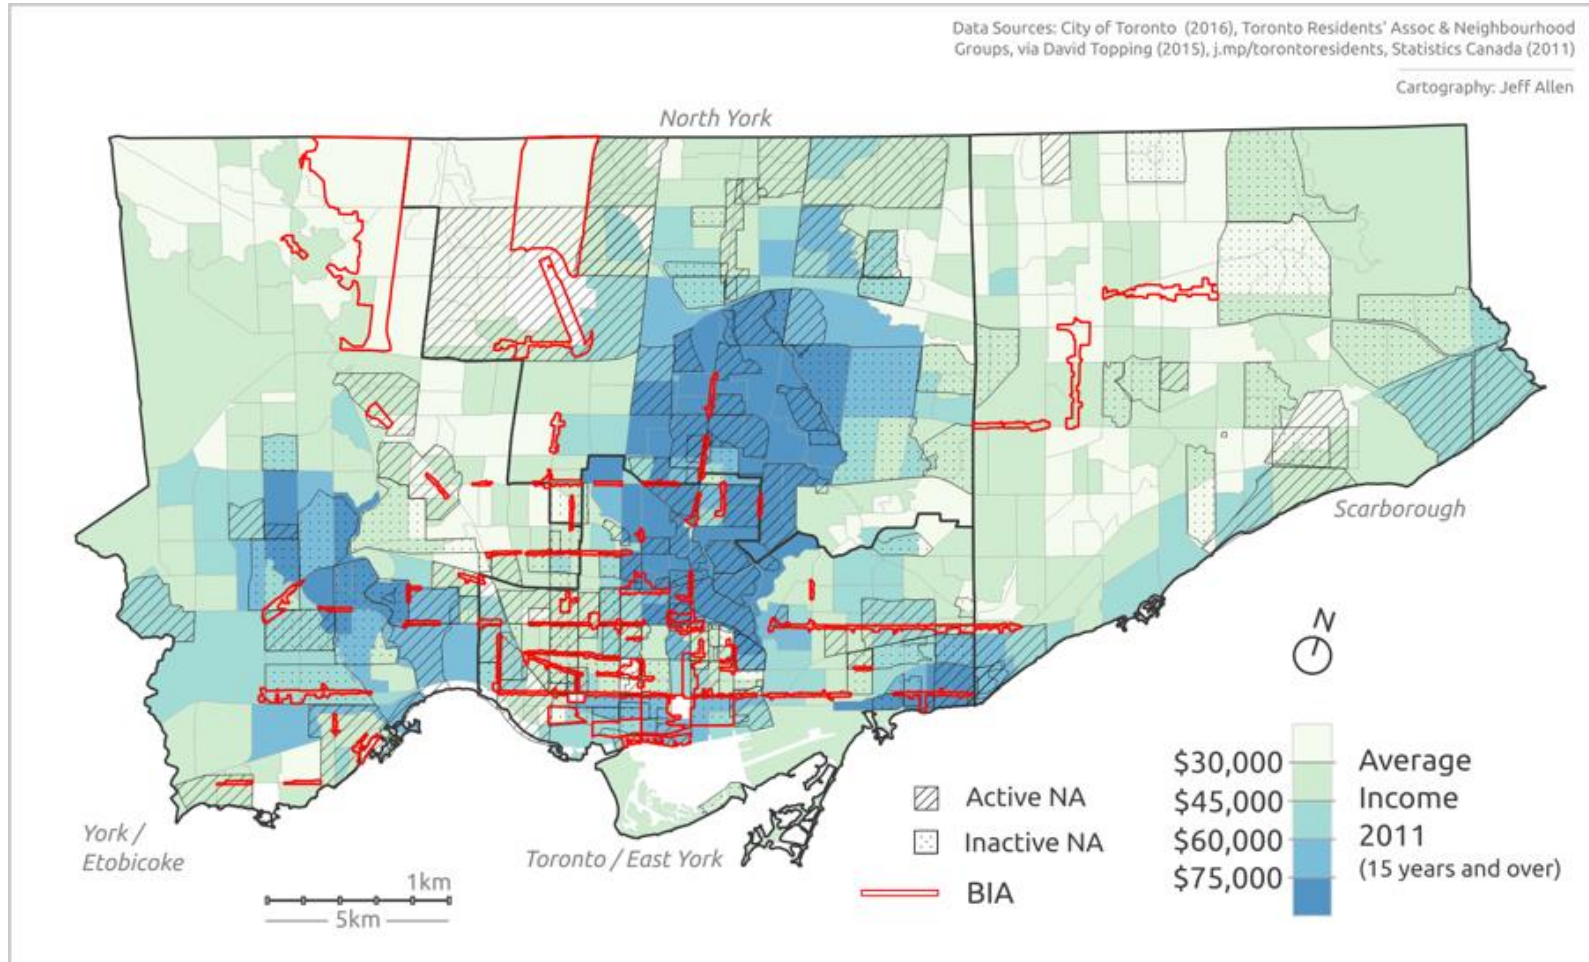 Data Sources: City of Toronto (2016), Toronto Residents' Assoc & Neighbourhood
Groups, via David Topping (2015), j.mp/torontoresidents, Statistics Canada (2011)
Cartography: Jeff Allen
North York
Scarborough
N
York /
Etobicoke
Toronto / East York
1km
5km
Active NA
Inactive NA
BIA
$30,000
$45,000
$60,000
$75,000
Average
Income
2011
(15 years and over)